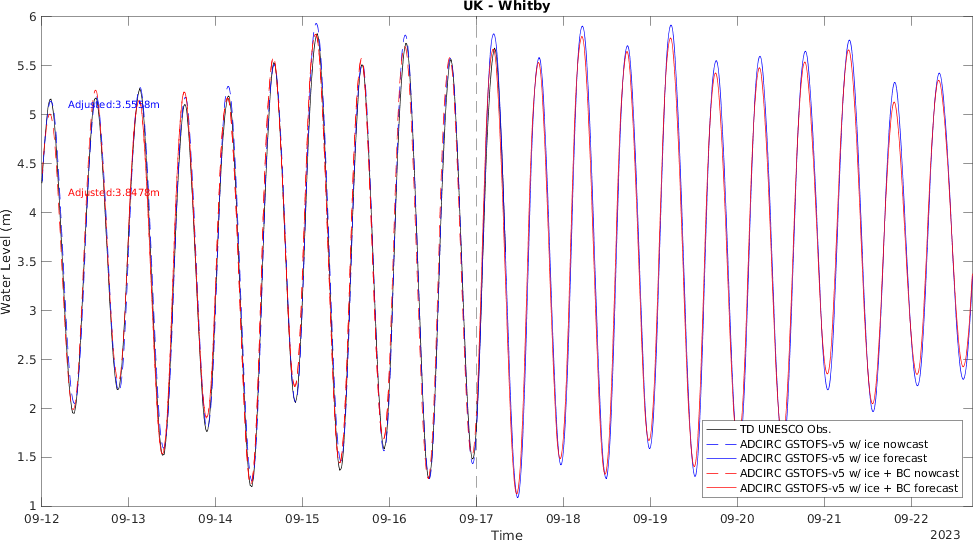 UK - Whitby
6
5.5
5
4.5
4
3.5
3
2.5
2
1.5
1
Water Level (m)
Adjusted:3.5558m
Adjusted:3.8478m
TD UNESCO Obs.
ADCIRC GSTOFS-v5 w/ ice nowcast
ADCIRC GSTOFS-v5 w/ ice forecast
ADCIRC GSTOFS-v5 w/ ice + BC nowcast
ADCIRC GSTOFS-v5 w/ ice + BC forecast
09-12 09-13 09-14 09-15 09-16 09-17 09-18 09-19 09-20 09-21 09-22
Time
2023